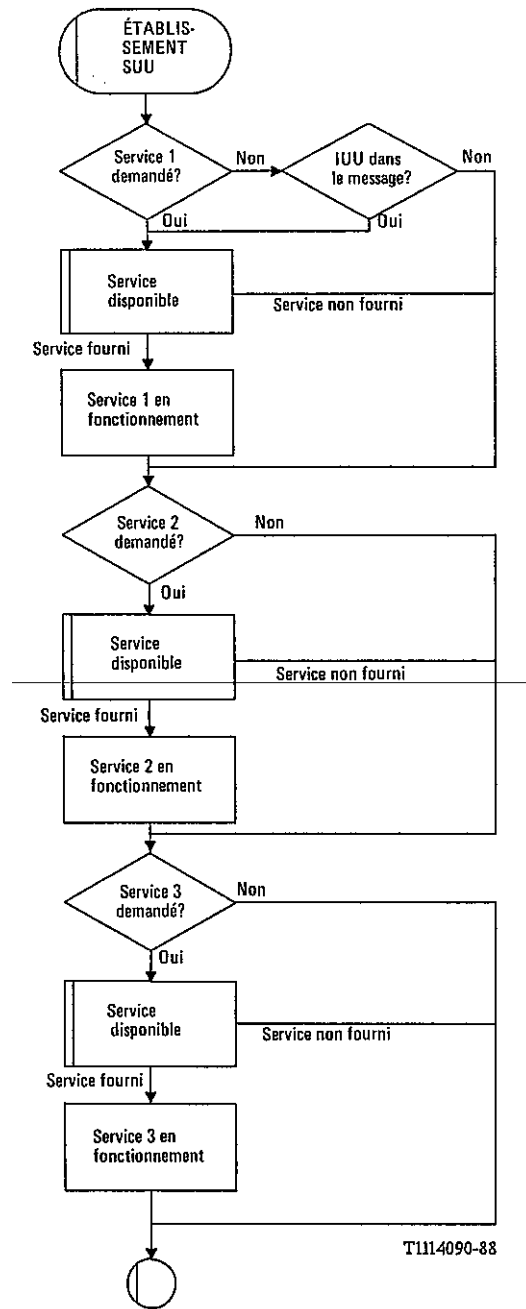 ÉTABLIS-
SEMENT
SUU
Service 1
demandé?
Non
IUU dans
le message?
Non
Oui
Oui
Service
disponible
Service non fourni
Service fourni
Service 1 en
fonctionnement
Service 2
demandé?
Non
Oui
Service
disponible
Service non fourni
Service fourni
Service 2 en
fonctionnement
Service 3
demandé?
Non
Oui
Service
disponible
Service non fourni
Service fourni
Service 3 en
fonctionnement
T1114090-88